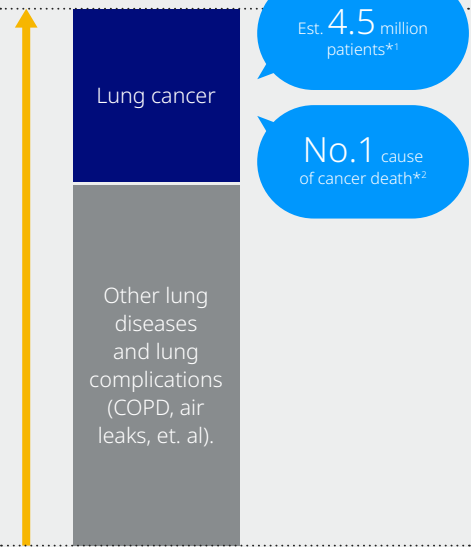 Est. 4.5 million
patients*1
Lung cancer
No.1 cause
of cancer death*2
Other lung
diseases
and lung
complications
(COPD, air
leaks, et. al).